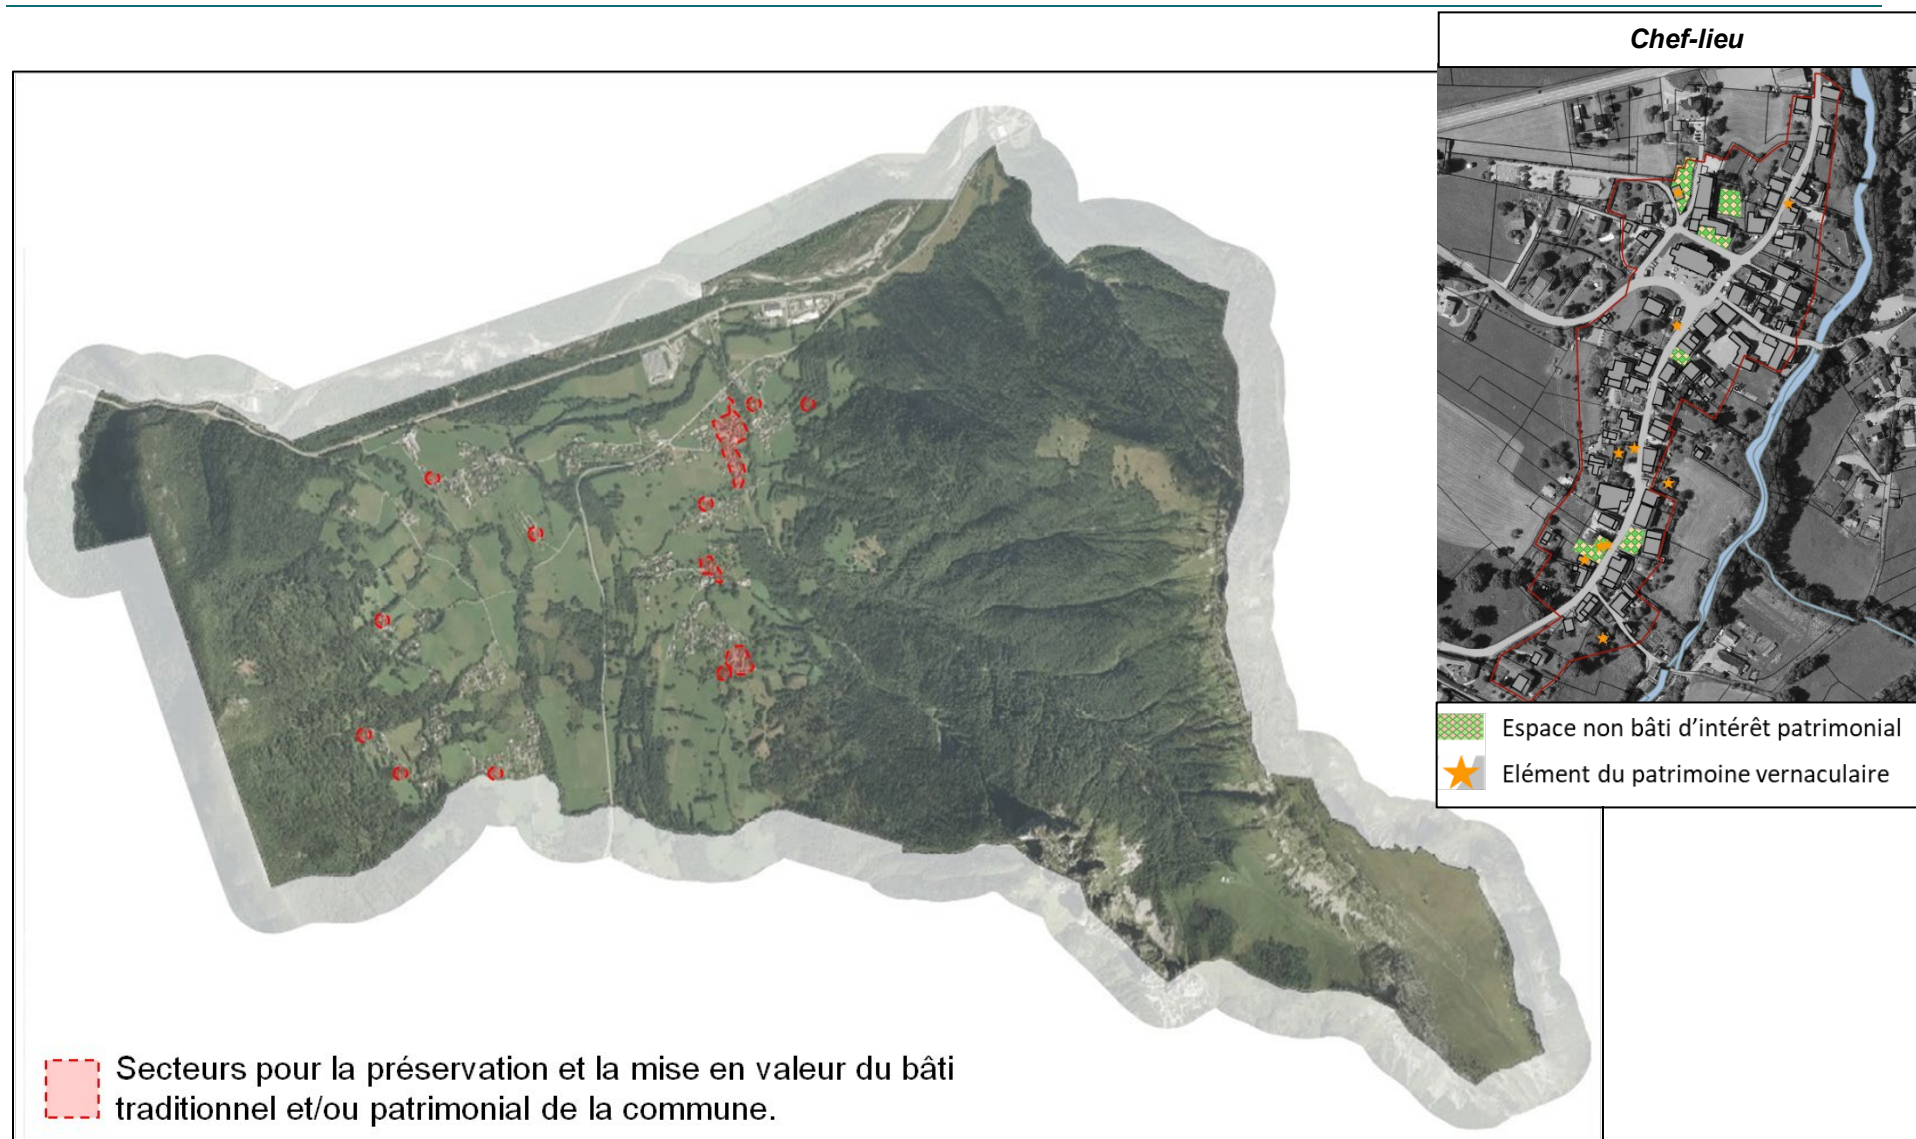 Chef-lieu
Espace non bâti d’intérêt patrimonial
Elément du patrimoine vernaculaire
Secteurs pour la préservation et la mise en valeur du bâti
traditionnel et/ou patrimonial de la commune.